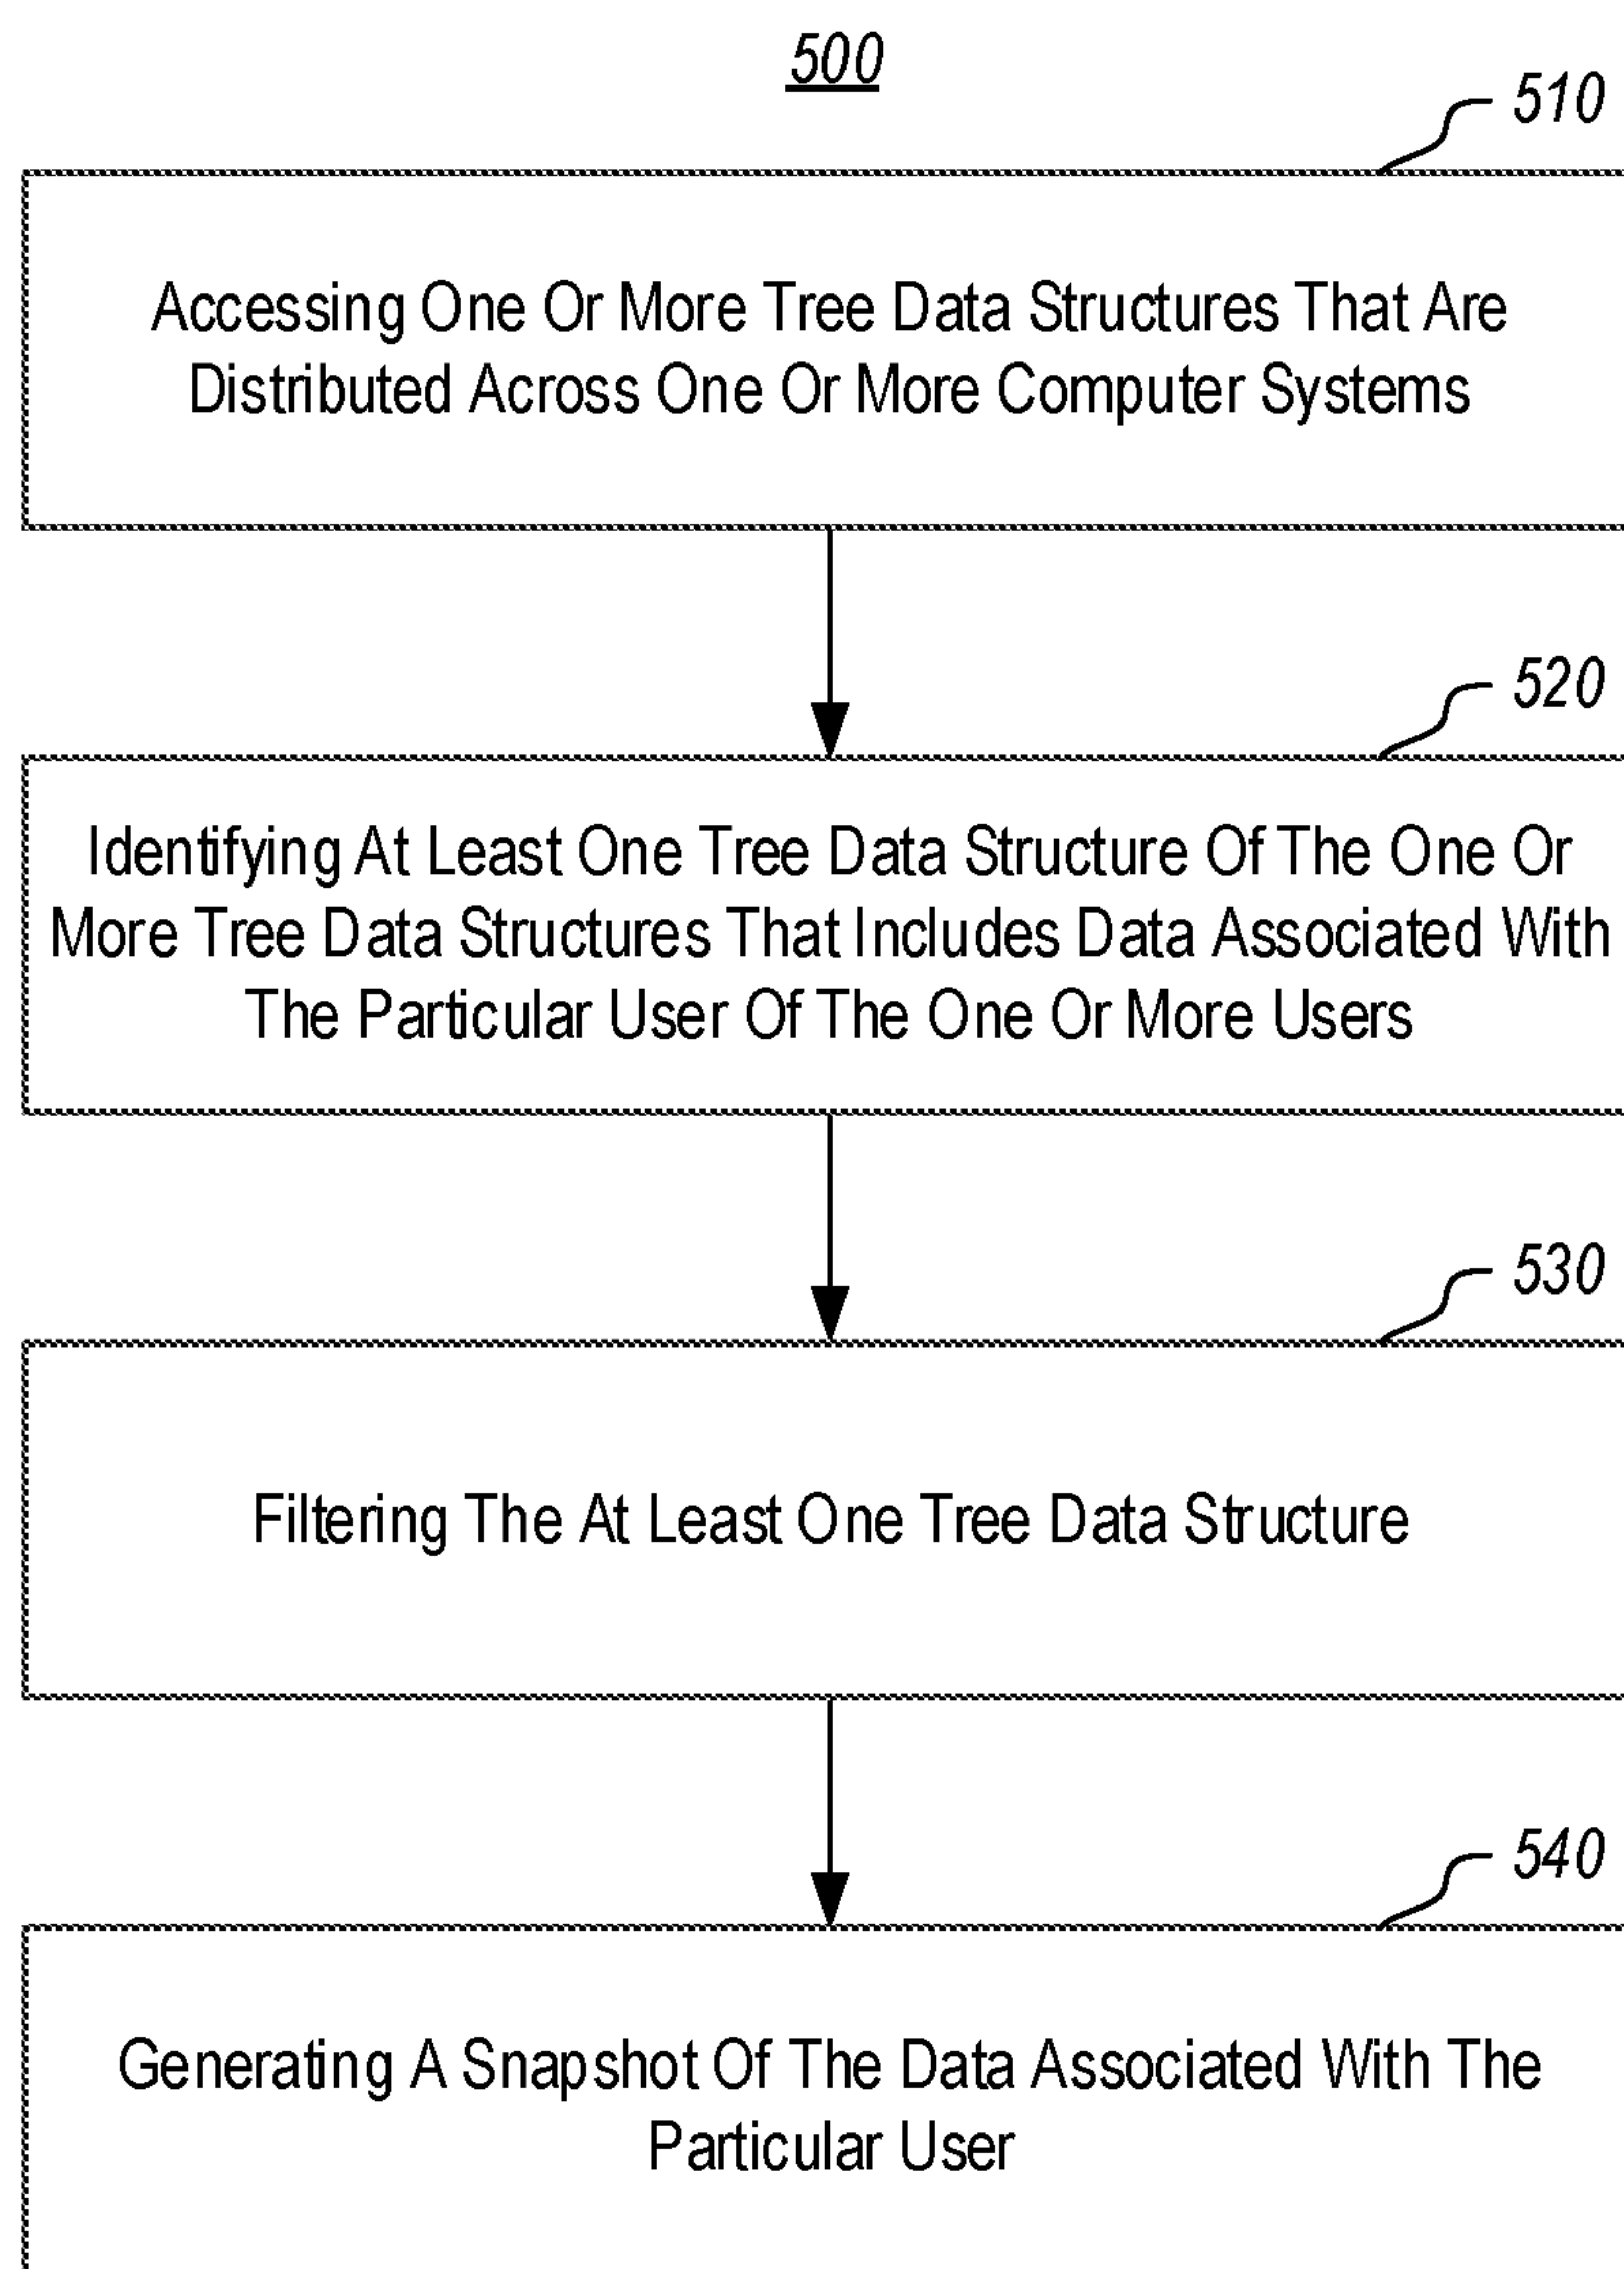 500
510
Accessing One Or More Tree Data Structures That Are
Distributed Across One Or More Computer Systems
520
Identifying At Least One Tree Data Structure Of The One Or
More Tree Data Structures That Includes Data Associated With
The Particular User Of The One Or More Users
530
Filtering The At Least One Tree Data Structure
540
Generating A Snapshot Of The Data Associated With The
Particular User